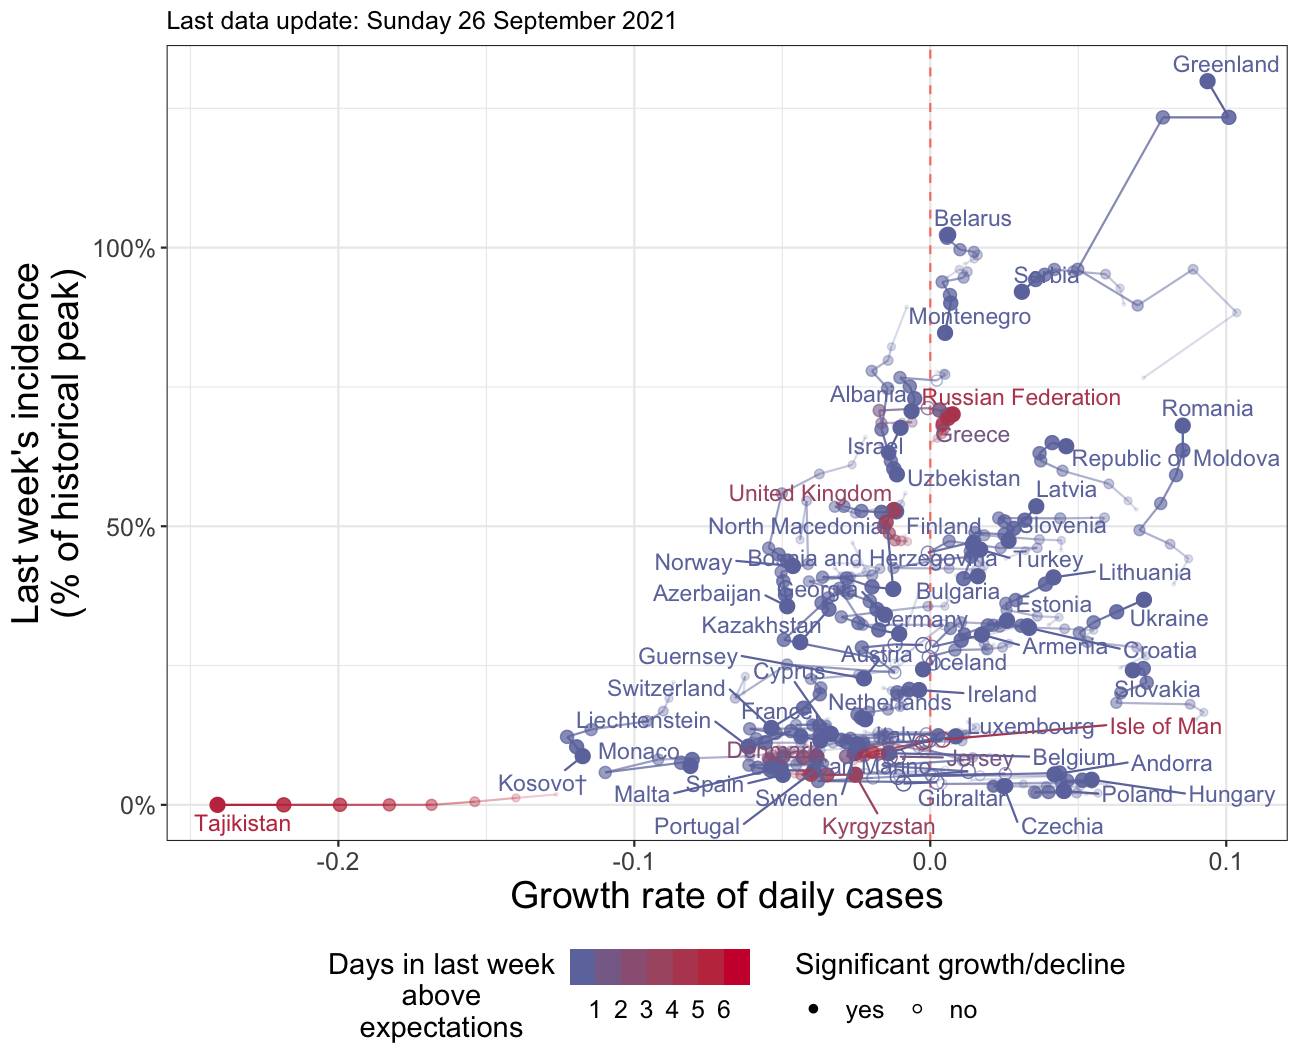 Last data update: Sunday 26 September 2021
Last week's incidence
(% of historical peak)
100%
50%
0%
Greenland
Belarus
Serbia
Montenegro
Albania
Russian Federation
Romania
Greece
Israel
Republic of Moldova
Uzbekistan
United Kingdom
Latvia
North Macedonia
Finland
Slovenia
Norway
Bosnia and Herzegovina
Turkey
Lithuania
Azerbaijan
Georgia
Bulgaria
Estonia
Kazakhstan
Germany
Ukraine
Guernsey
Austria
Iceland
Armenia
Croatia
Cyprus
Switzerland
Netherlands
Ireland
Slovakia
Liechtenstein
France
Italy
Luxembourg
Isle of Man
Monaco
Denmark
San Marino
Jersey
Belgium
Andorra
Kosovo†
Malta
Spain
Sweden
Gibraltar
Poland
Hungary
Tajikistan
Portugal
Kyrgyzstan
Czechia
-0.2
-0.1
0.0
0.1
Growth rate of daily cases
Days in last week
above
expectations
1 2 3 4 5 6
Significant growth/decline
yes
no